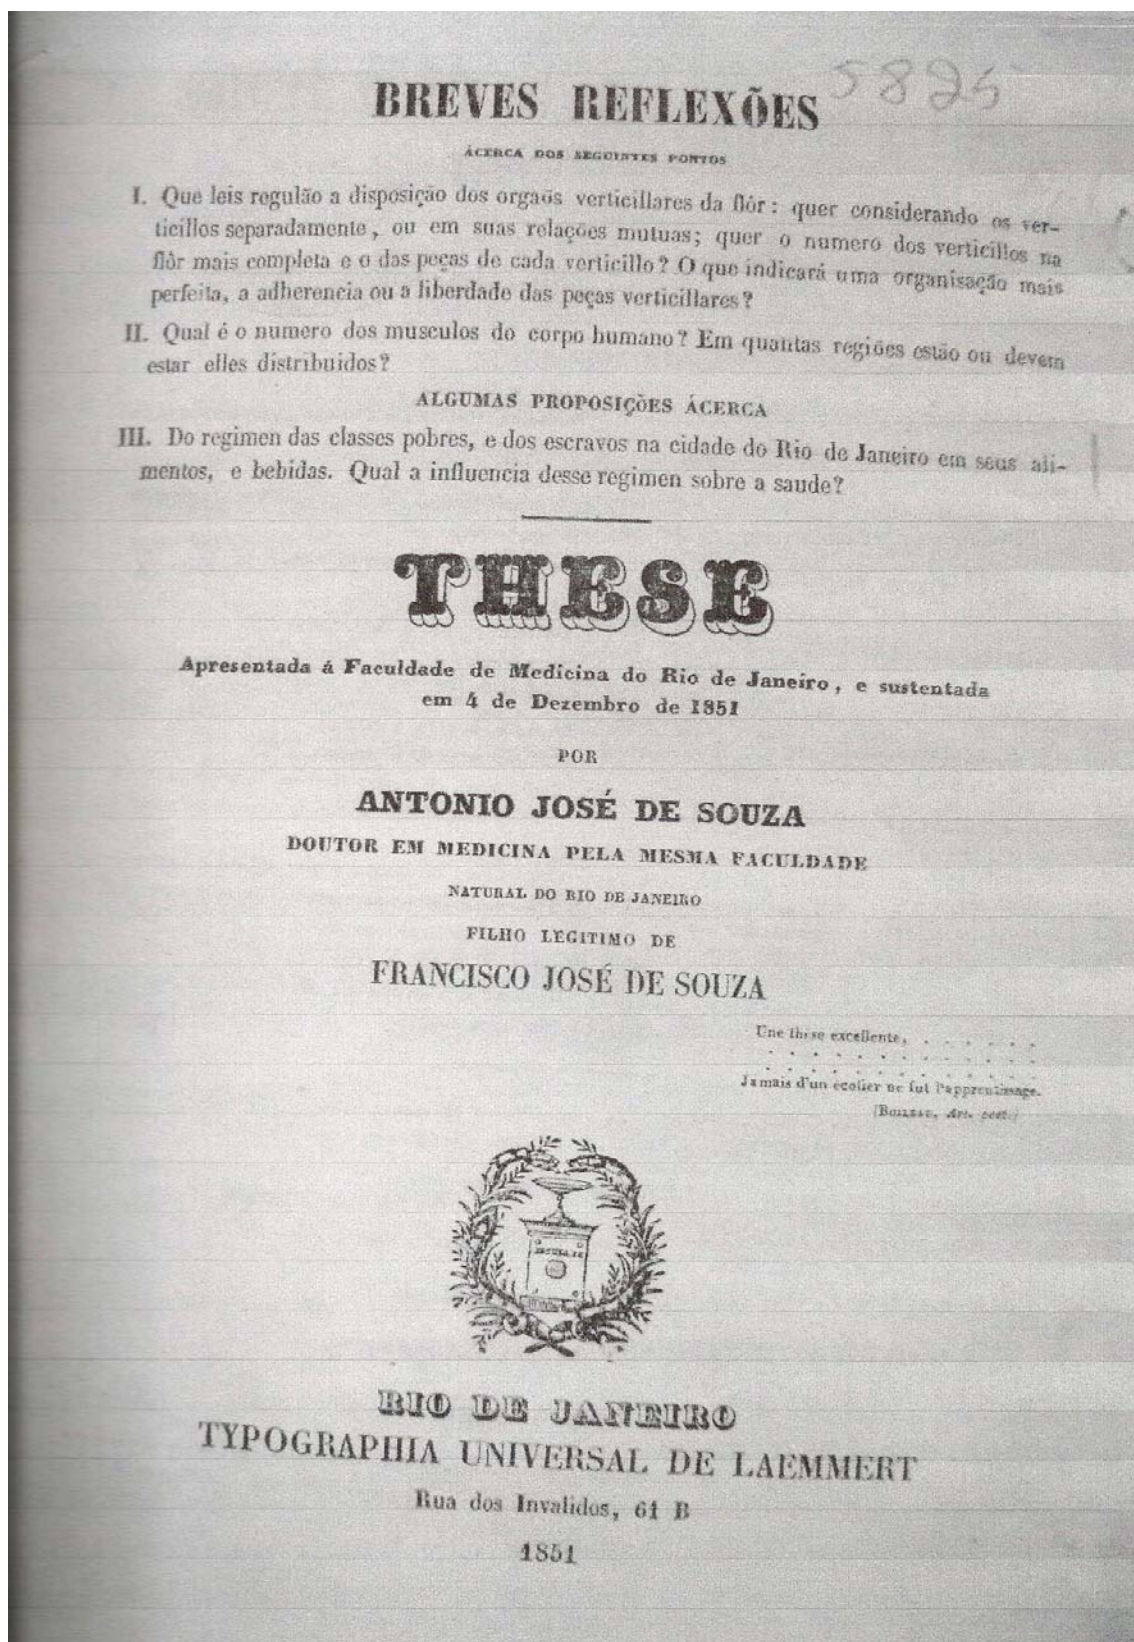 5825
BREVES REFLEXÕES
ÁCERCA DOS SEGUINTES PONTOS
I. Que leis regulão a disposição dos orgaõs verticillares da flôr: quer considerando os ver-
ticillos separadamente, ou em suas relações mutuas; quer o numero dos verticillos na
flôr mais completa e o das peças de cada verticillo? O que indicará uma organisação mais
perfeita, a adherencia ou a liberdade das peças verticillares?
II. Qual é o numero dos musculos do corpo humano? Em quantas regiões estão ou devem
estar elles distribuidos?
ALGUMAS PROPOSIÇÕES ÁCERCA
III. Do regimen das classes pobres, e dos escravos na cidade do Rio de Janeiro em seus ali-
mentos, e bebidas. Qual a influencia desse regimen sobre a saude?
THESE
Apresentada á Faculdade de Medicina do Rio de Janeiro, e sustentada
em 4 de Dezembro de 1851
POR
ANTONIO JOSÉ DE SOUZA
DOUTOR EM MEDICINA PELA MESMA FACULDADE
NATURAL DO RIO DE JANEIRO
FILHO LEGITIMO DE
FRANCISCO JOSÉ DE SOUZA
Une these excellente, . . . . . .
. . . . . . . . . . . .
. . . . . . . . . . . .
Jamais d'un écolier ne fut l'apprentissage.
(BOILEAU, Art. poet.)
RIO DE JANEIRO
TYPOGRAPHIA UNIVERSAL DE LAEMMERT
Rua dos Invalidos, 61 B
1851